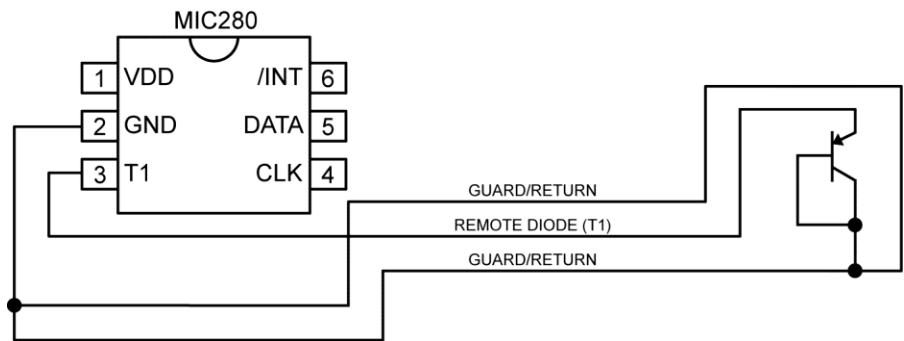 MIC280
1 VDD /INT 6
2 GND DATA 5
3 T1 CLK 4
GUARD/RETURN
REMOTE DIODE (T1)
GUARD/RETURN